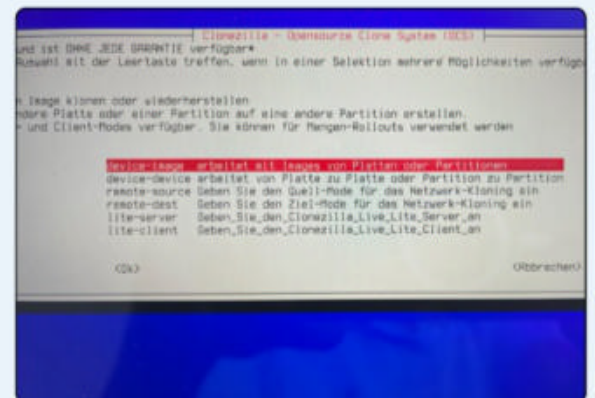 Clonezilla - Opensource Clone System (OCS)
und ist OHNE JEDE GARANTIE verfügbar*
Auswahl mit der Leertaste treffen. wenn in einer Selektion mehrere Möglichkeiten verfügb
n Image klonen oder wiederherstellen
ndere Platte oder einer Partition auf eine andere Partition erstellen.
- und Client-Modes verfügbar. Sie können für Mengen-Rollouts verwendet werden
device-image arbeitet mit Images von Platten oder Partitionen
device-device arbeitet von Platte zu Platte oder Partition zu Partition
remote-source Geben Sie den Quell-Mode für das Netzwerk-Kloning ein
remote-dest Geben Sie den Ziel-Mode für das Netzwerk-Kloning ein
lite-server Geben_Sie_den_Clonezilla_Live_Lite_Server_an
lite-client Geben_Sie_den_Clonezilla_Live_Lite_Client_an
<Ok> <Abbrechen>